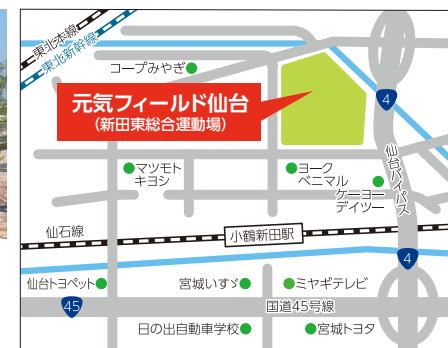 東北本線
東北新幹線
コープみやぎ
元気フィールド仙台
(新田東総合運動場)
4
仙台バイパス
マツモト
キヨシ
ヨーク
ベニマル
ケーヨー
デイツー
仙石線
小鶴新田駅
4
仙台トヨペット
宮城いすゞ
ミヤギテレビ
45
国道45号線
日の出自動車学校
宮城トヨタ